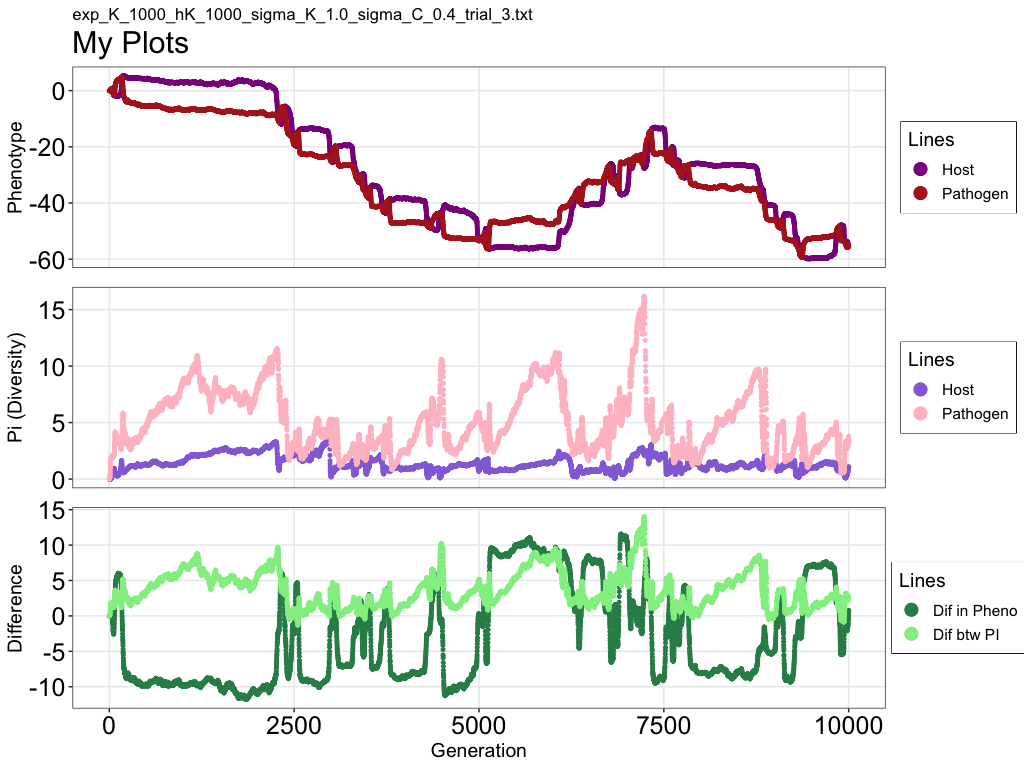 exp_K_1000_hK_1000_sigma_K_1.0_sigma_C_0.4_trial_3.txt
My Plots
Phenotype
0
-20
-40
-60
Lines
Host
Pathogen
Pi (Diversity)
15
10
5
0
Lines
Host
Pathogen
Difference
15
10
5
0
-5
-10
Lines
Dif in Pheno
Dif btw PI
0 2500 5000 7500 10000
Generation